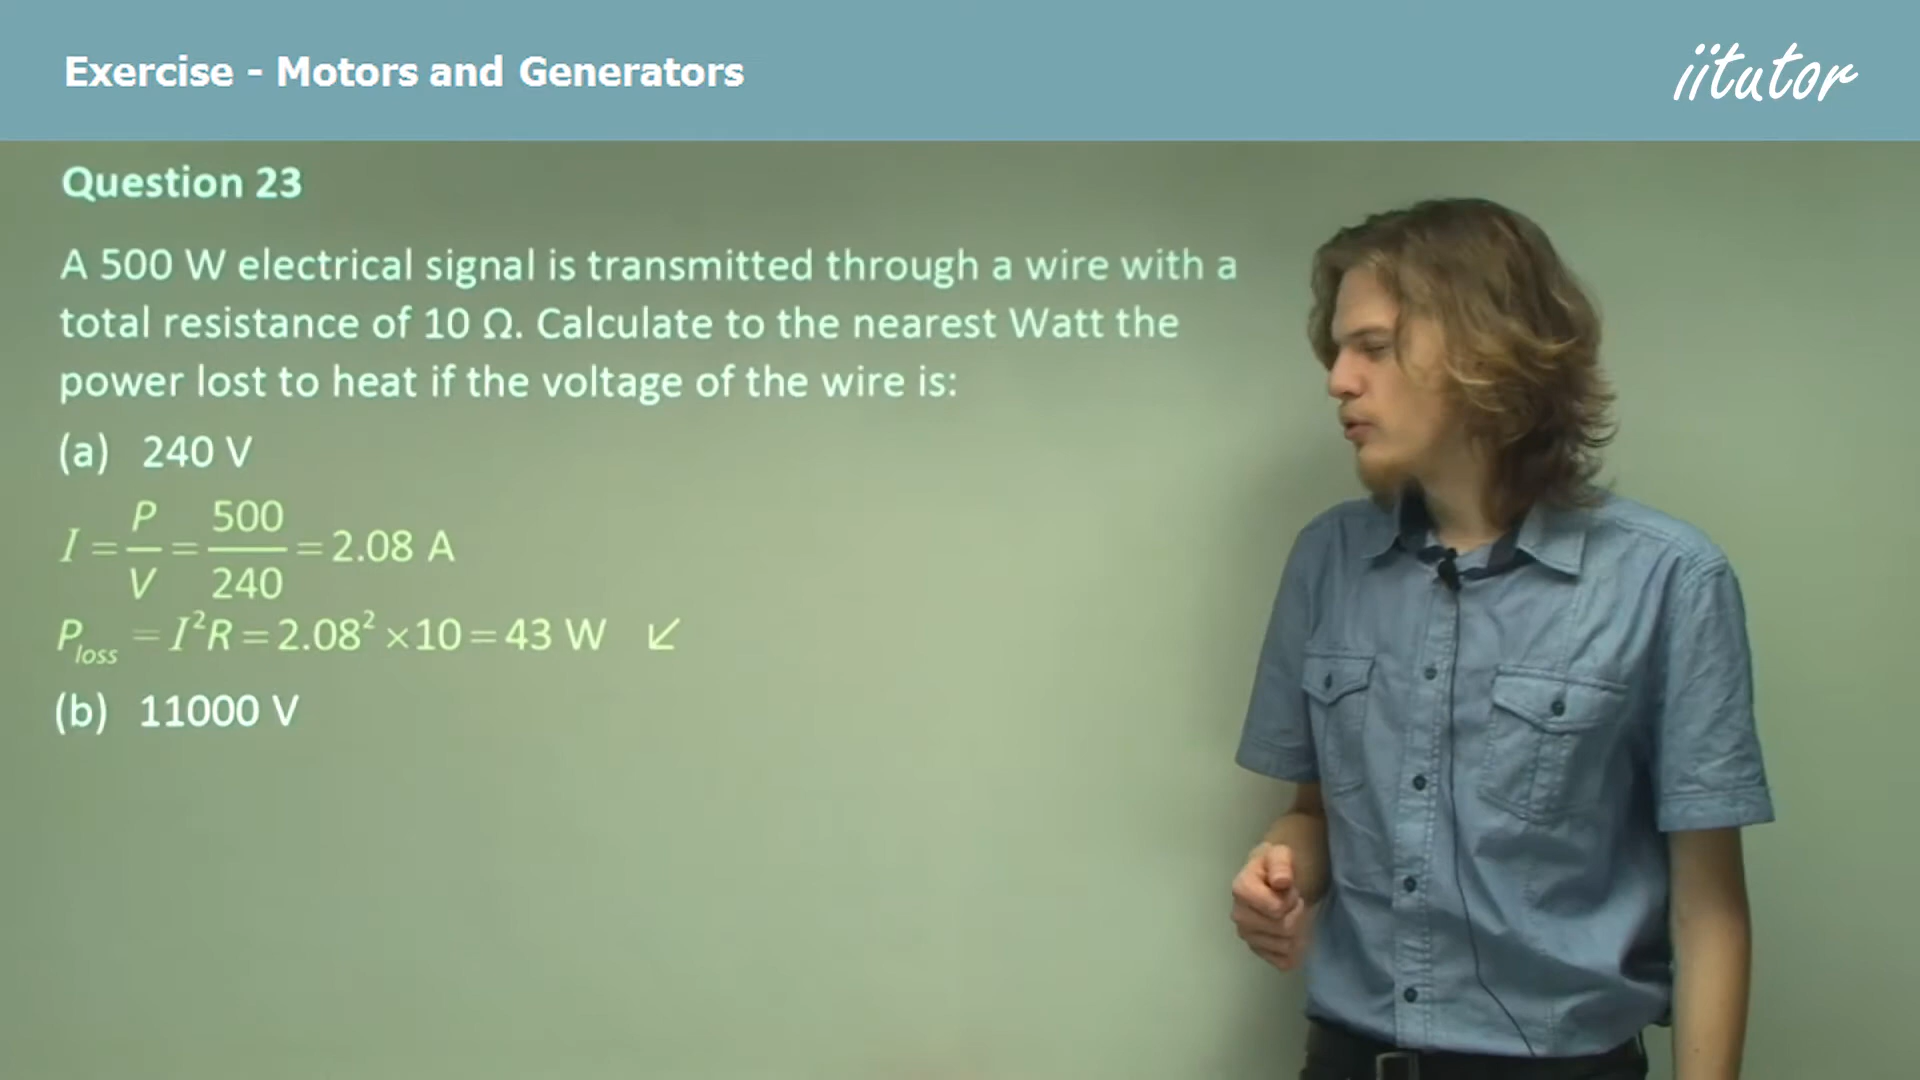 Exercise - Motors and Generators
iitutor
Question 23
A 500 W electrical signal is transmitted through a wire with a
total resistance of 10 Ω. Calculate to the nearest Watt the
power lost to heat if the voltage of the wire is:
(a) 240 V
I = P/V = 500/240 = 2.08 A
P_loss = I²R = 2.08² × 10 = 43 W ↙
(b) 11000 V